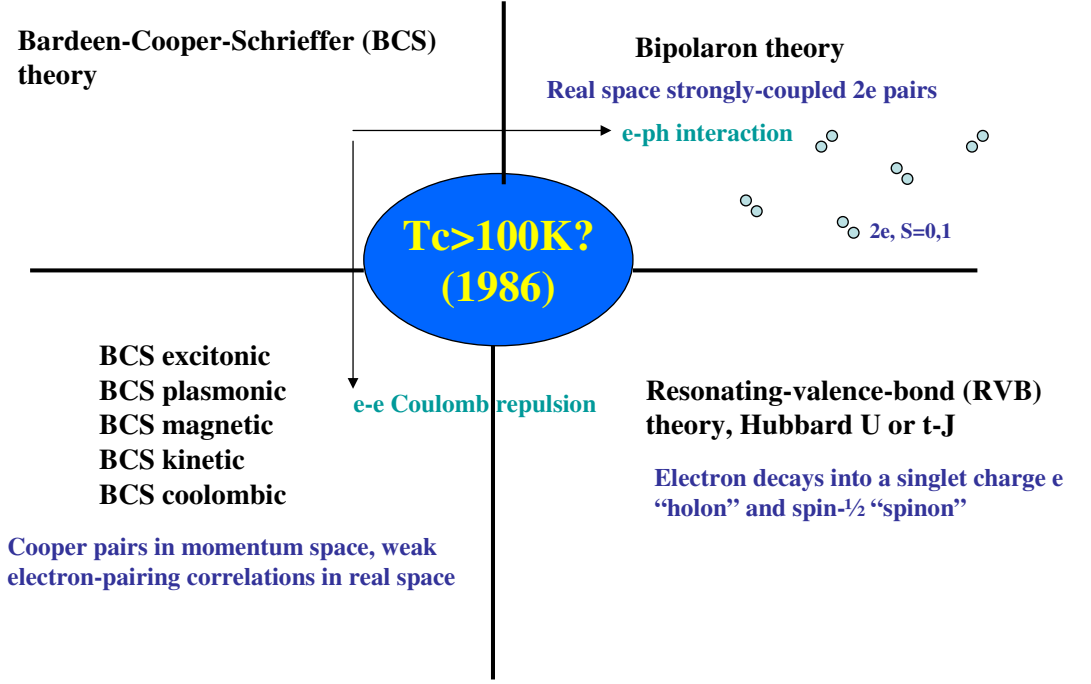 Bardeen-Cooper-Schrieffer (BCS)
theory
Bipolaron theory
Real space strongly-coupled 2e pairs
e-ph interaction
2e, S=0,1
Tc>100K?
(1986)
BCS excitonic
BCS plasmonic
BCS magnetic
BCS kinetic
BCS coolombic
e-e Coulomb repulsion
Cooper pairs in momentum space, weak
electron-pairing correlations in real space
Resonating-valence-bond (RVB)
theory, Hubbard U or t-J
Electron decays into a singlet charge e
“holon” and spin-½ “spinon”